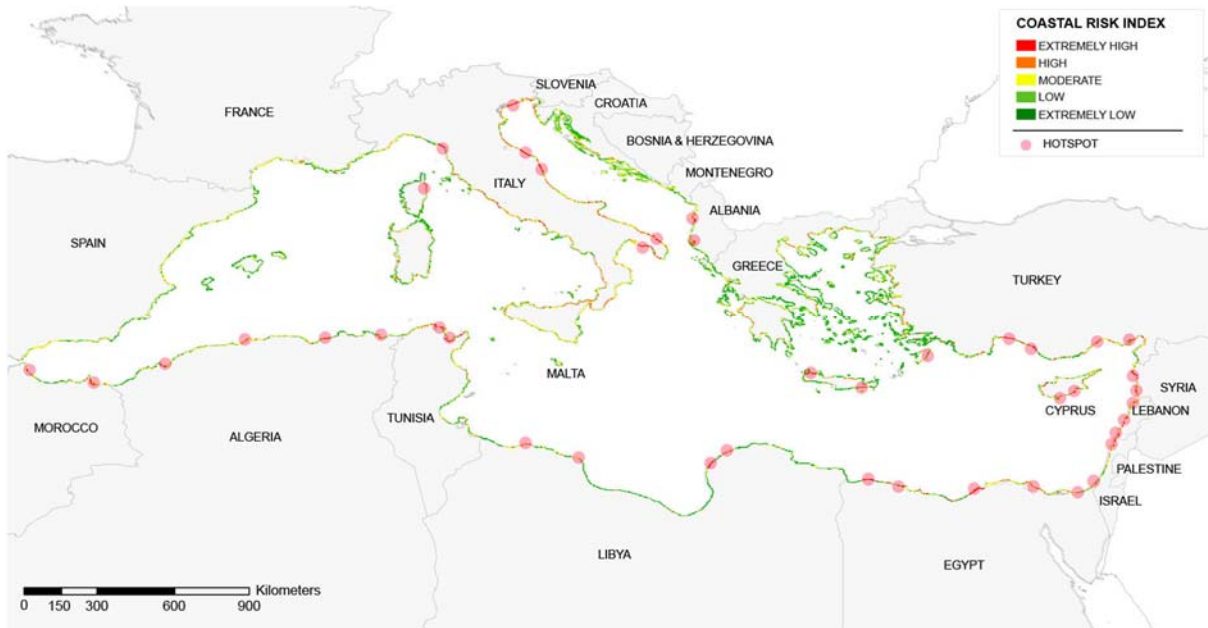 COASTAL RISK INDEX
EXTREMELY HIGH
HIGH
MODERATE
LOW
EXTREMELY LOW
HOTSPOT
SLOVENIA
CROATIA
FRANCE
BOSNIA & HERZEGOVINA
MONTENEGRO
ITALY
ALBANIA
SPAIN
GREECE
TURKEY
MALTA
SYRIA
CYPRUS
LEBANON
TUNISIA
MOROCCO
ALGERIA
PALESTINE
ISRAEL
LIBYA
EGYPT
Kilometers
0 150 300 600 900